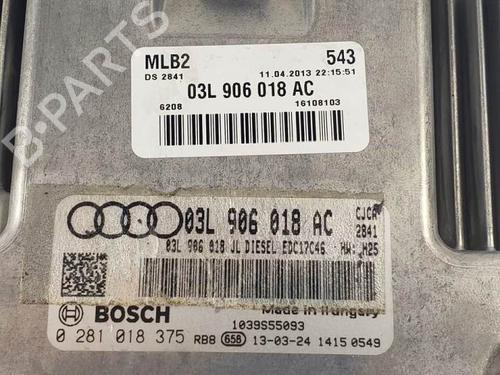 B-PARTS
MLB2 543
DS 2841 11.04.2013 22:15:51
03L 906 018 AC
6208 16108103
03L 906 018 AC CJCA
2841
03L 906 018 JL DIESEL EDC17C46 HW: H25
Made in Hungary
BOSCH 1039S55093
0 281 018 375 RB8 658 13-03-24 1415 0549